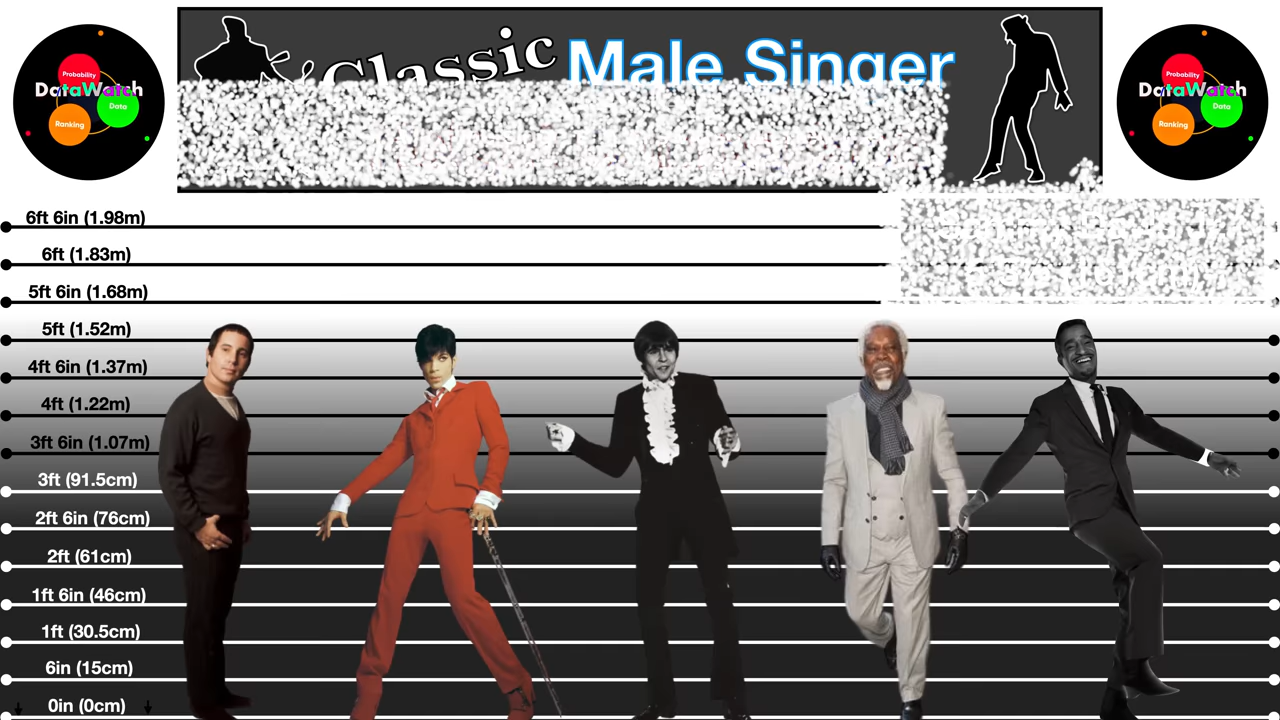 Classic Male Singer
Probability
DataWatch
Data
Ranking
Probability
DataWatch
Data
Ranking
6ft 6in (1.98m)
6ft (1.83m)
5ft 6in (1.68m)
5ft (1.52m)
4ft 6in (1.37m)
4ft (1.22m)
3ft 6in (1.07m)
3ft (91.5cm)
2ft 6in (76cm)
2ft (61cm)
1ft 6in (46cm)
1ft (30.5cm)
6in (15cm)
0in (0cm)